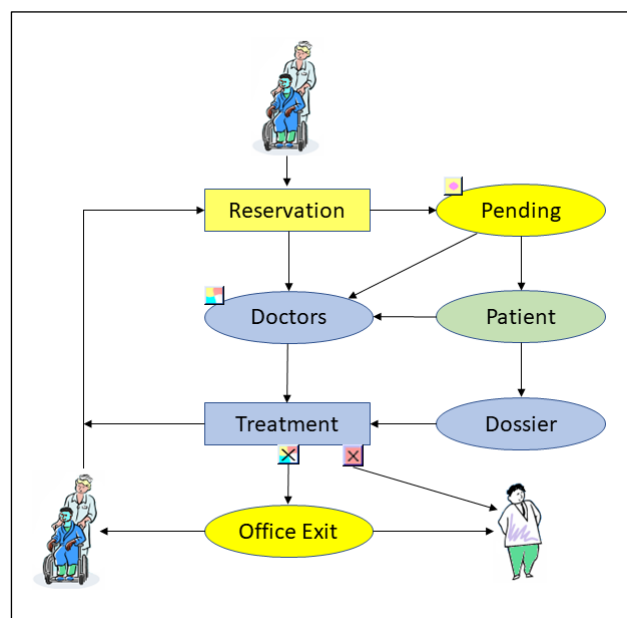 Reservation
Pending
Doctors
Patient
Treatment
Dossier
Office Exit